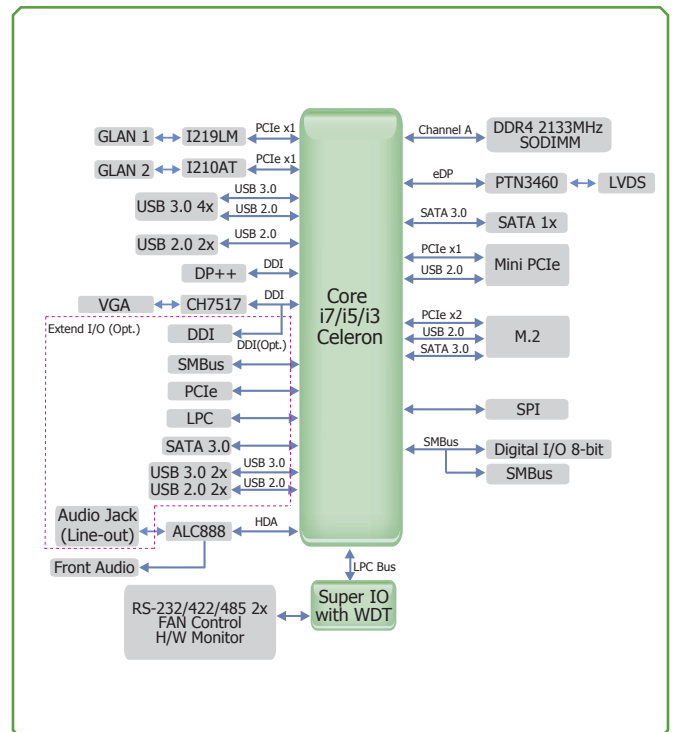 GLAN 1
I219LM
PCIe x1
GLAN 2
I210AT
PCIe x1
USB 3.0 4x
USB 3.0
USB 2.0
USB 2.0 2x
USB 2.0
DP++
DDI
VGA
CH7517
DDI
Extend I/O (Opt.)
DDI
DDI(Opt.)
SMBus
PCIe
LPC
SATA 3.0
USB 3.0 2x
USB 3.0
USB 2.0 2x
USB 2.0
Audio Jack
(Line-out)
ALC888
HDA
Front Audio
Core
i7/i5/i3
Celeron
Channel A
DDR4 2133MHz
SODIMM
eDP
PTN3460
LVDS
SATA 3.0
SATA 1x
PCIe x1
USB 2.0
Mini PCIe
PCIe x2
USB 2.0
SATA 3.0
M.2
SPI
SMBus
Digital I/O 8-bit
SMBus
LPC Bus
Super IO
with WDT
RS-232/422/485 2x
FAN Control
H/W Monitor